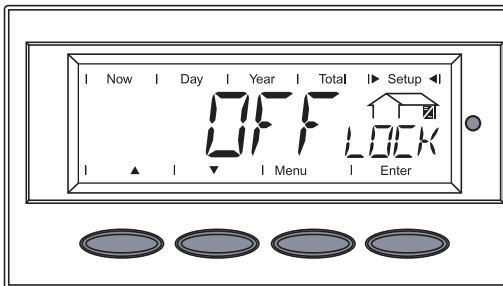 Now Day Year Total Setup
OFF
LOCK
▲ ▼ Menu Enter